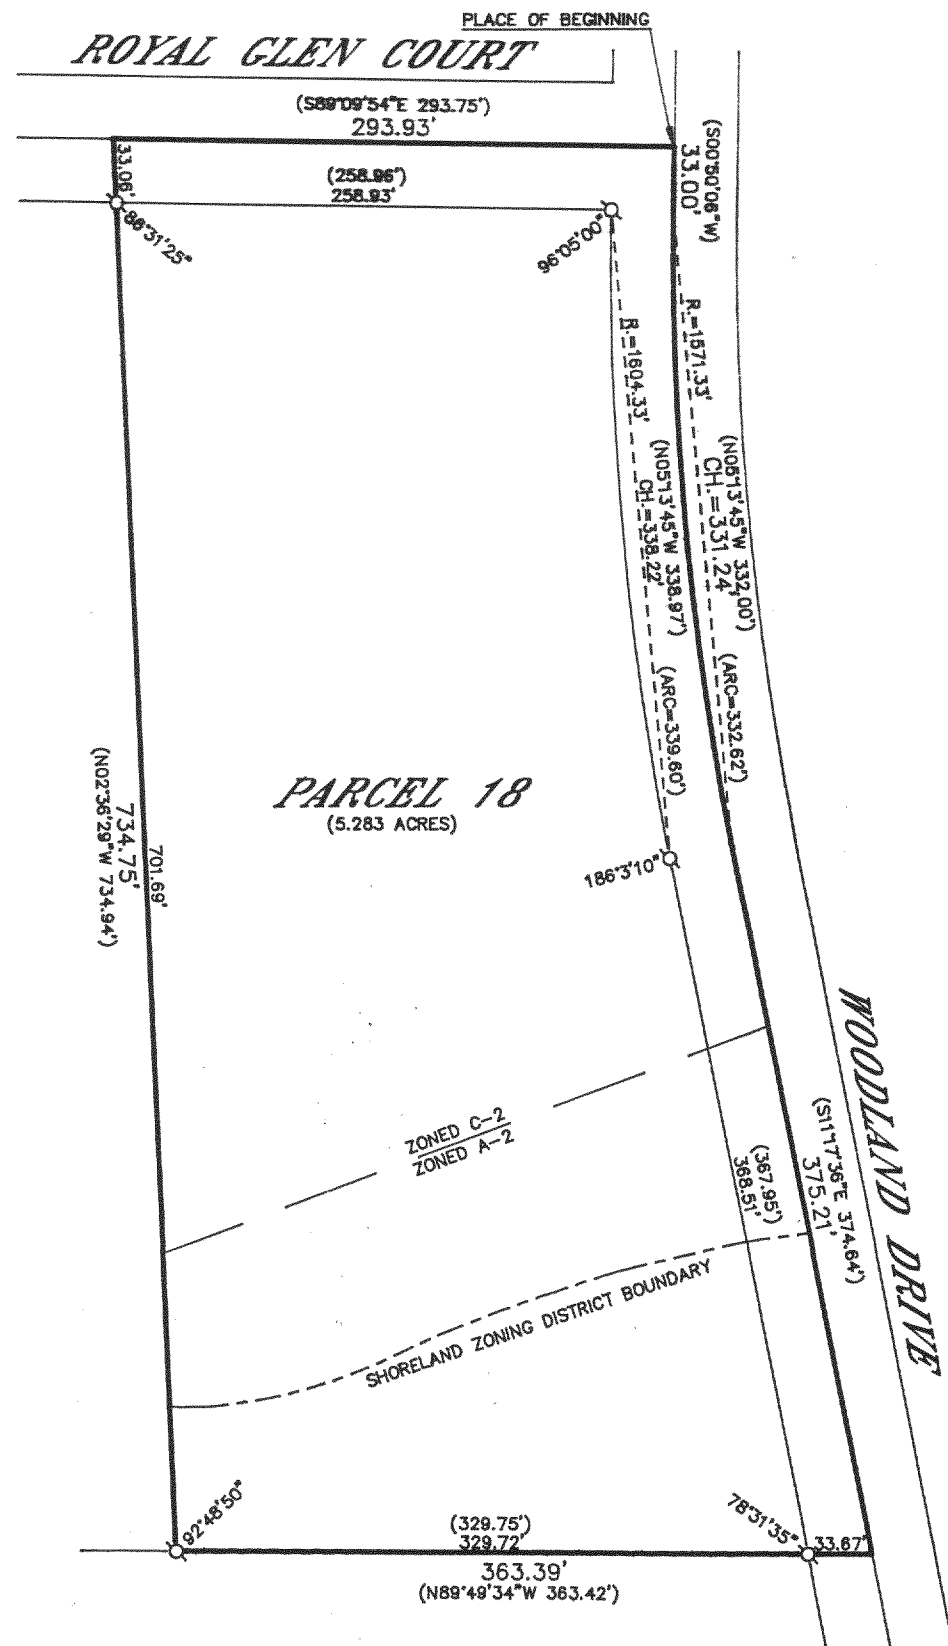 PLACE OF BEGINNING
ROYAL GLEN COURT
(S89°09'54"E 293.75')
293.93'
(S00°50'06"W)
33.00'
33.06'
(258.96')
258.93'
86°31'25"
96°05'00"
R.=1604.33'
R.=1571.33'
(N05°13'45"W 338.97')
CH.=338.22'
(N05°13'45"W 332.00')
CH.=331.24'
(ARC=339.60')
(ARC=332.62')
PARCEL 18
(5.283 ACRES)
701.69'
734.75'
(N02°36'29"W 734.94')
186°3'10"
WOODLAND DRIVE
ZONED C-2
ZONED A-2
(S11°17'36"E 374.64')
375.21'
(367.95')
368.51'
SHORELAND ZONING DISTRICT BOUNDARY
92°48'50"
78°31'35"
(329.75')
329.72'
33.67'
363.39'
(N89°49'34"W 363.42')